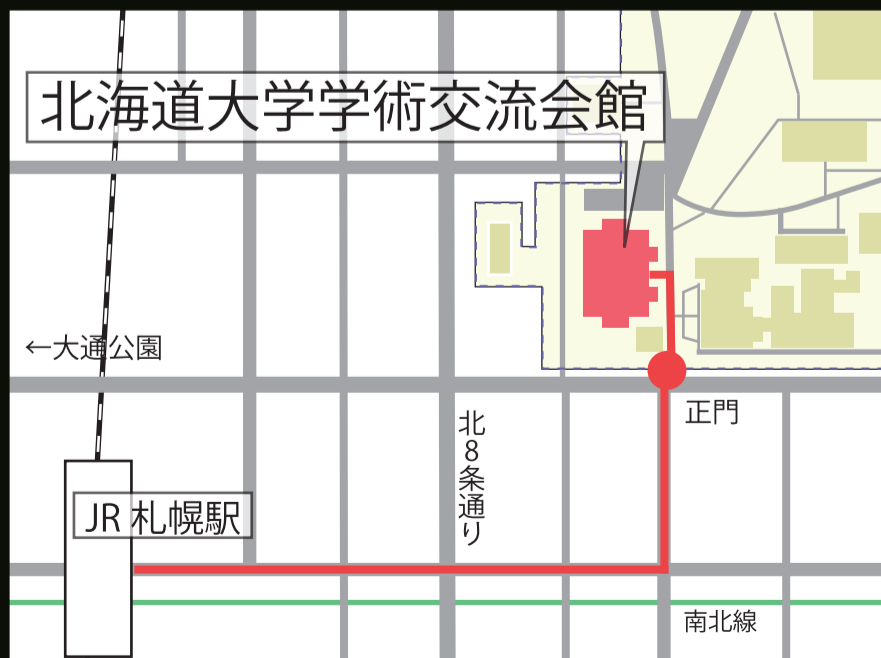 北海道大学学術交流会館
←大通公園
正門
北8条通り
JR 札幌駅
南北線